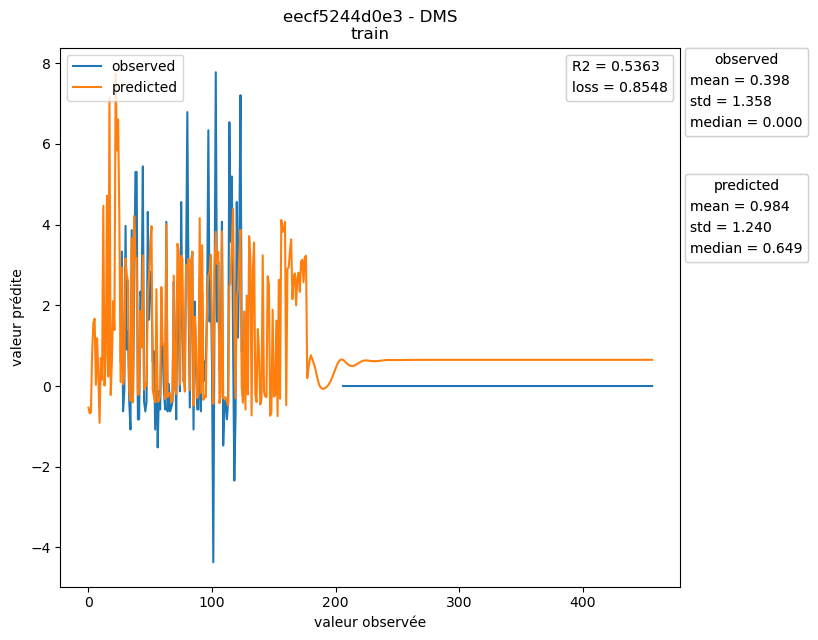 eecf5244d0e3 - DMS
train
observed
predicted
R2 = 0.5363
loss = 0.8548
observed
mean = 0.398
std = 1.358
median = 0.000
predicted
mean = 0.984
std = 1.240
median = 0.649
valeur prédite
8
6
4
2
0
−2
−4
0
100
200
300
400
valeur observée